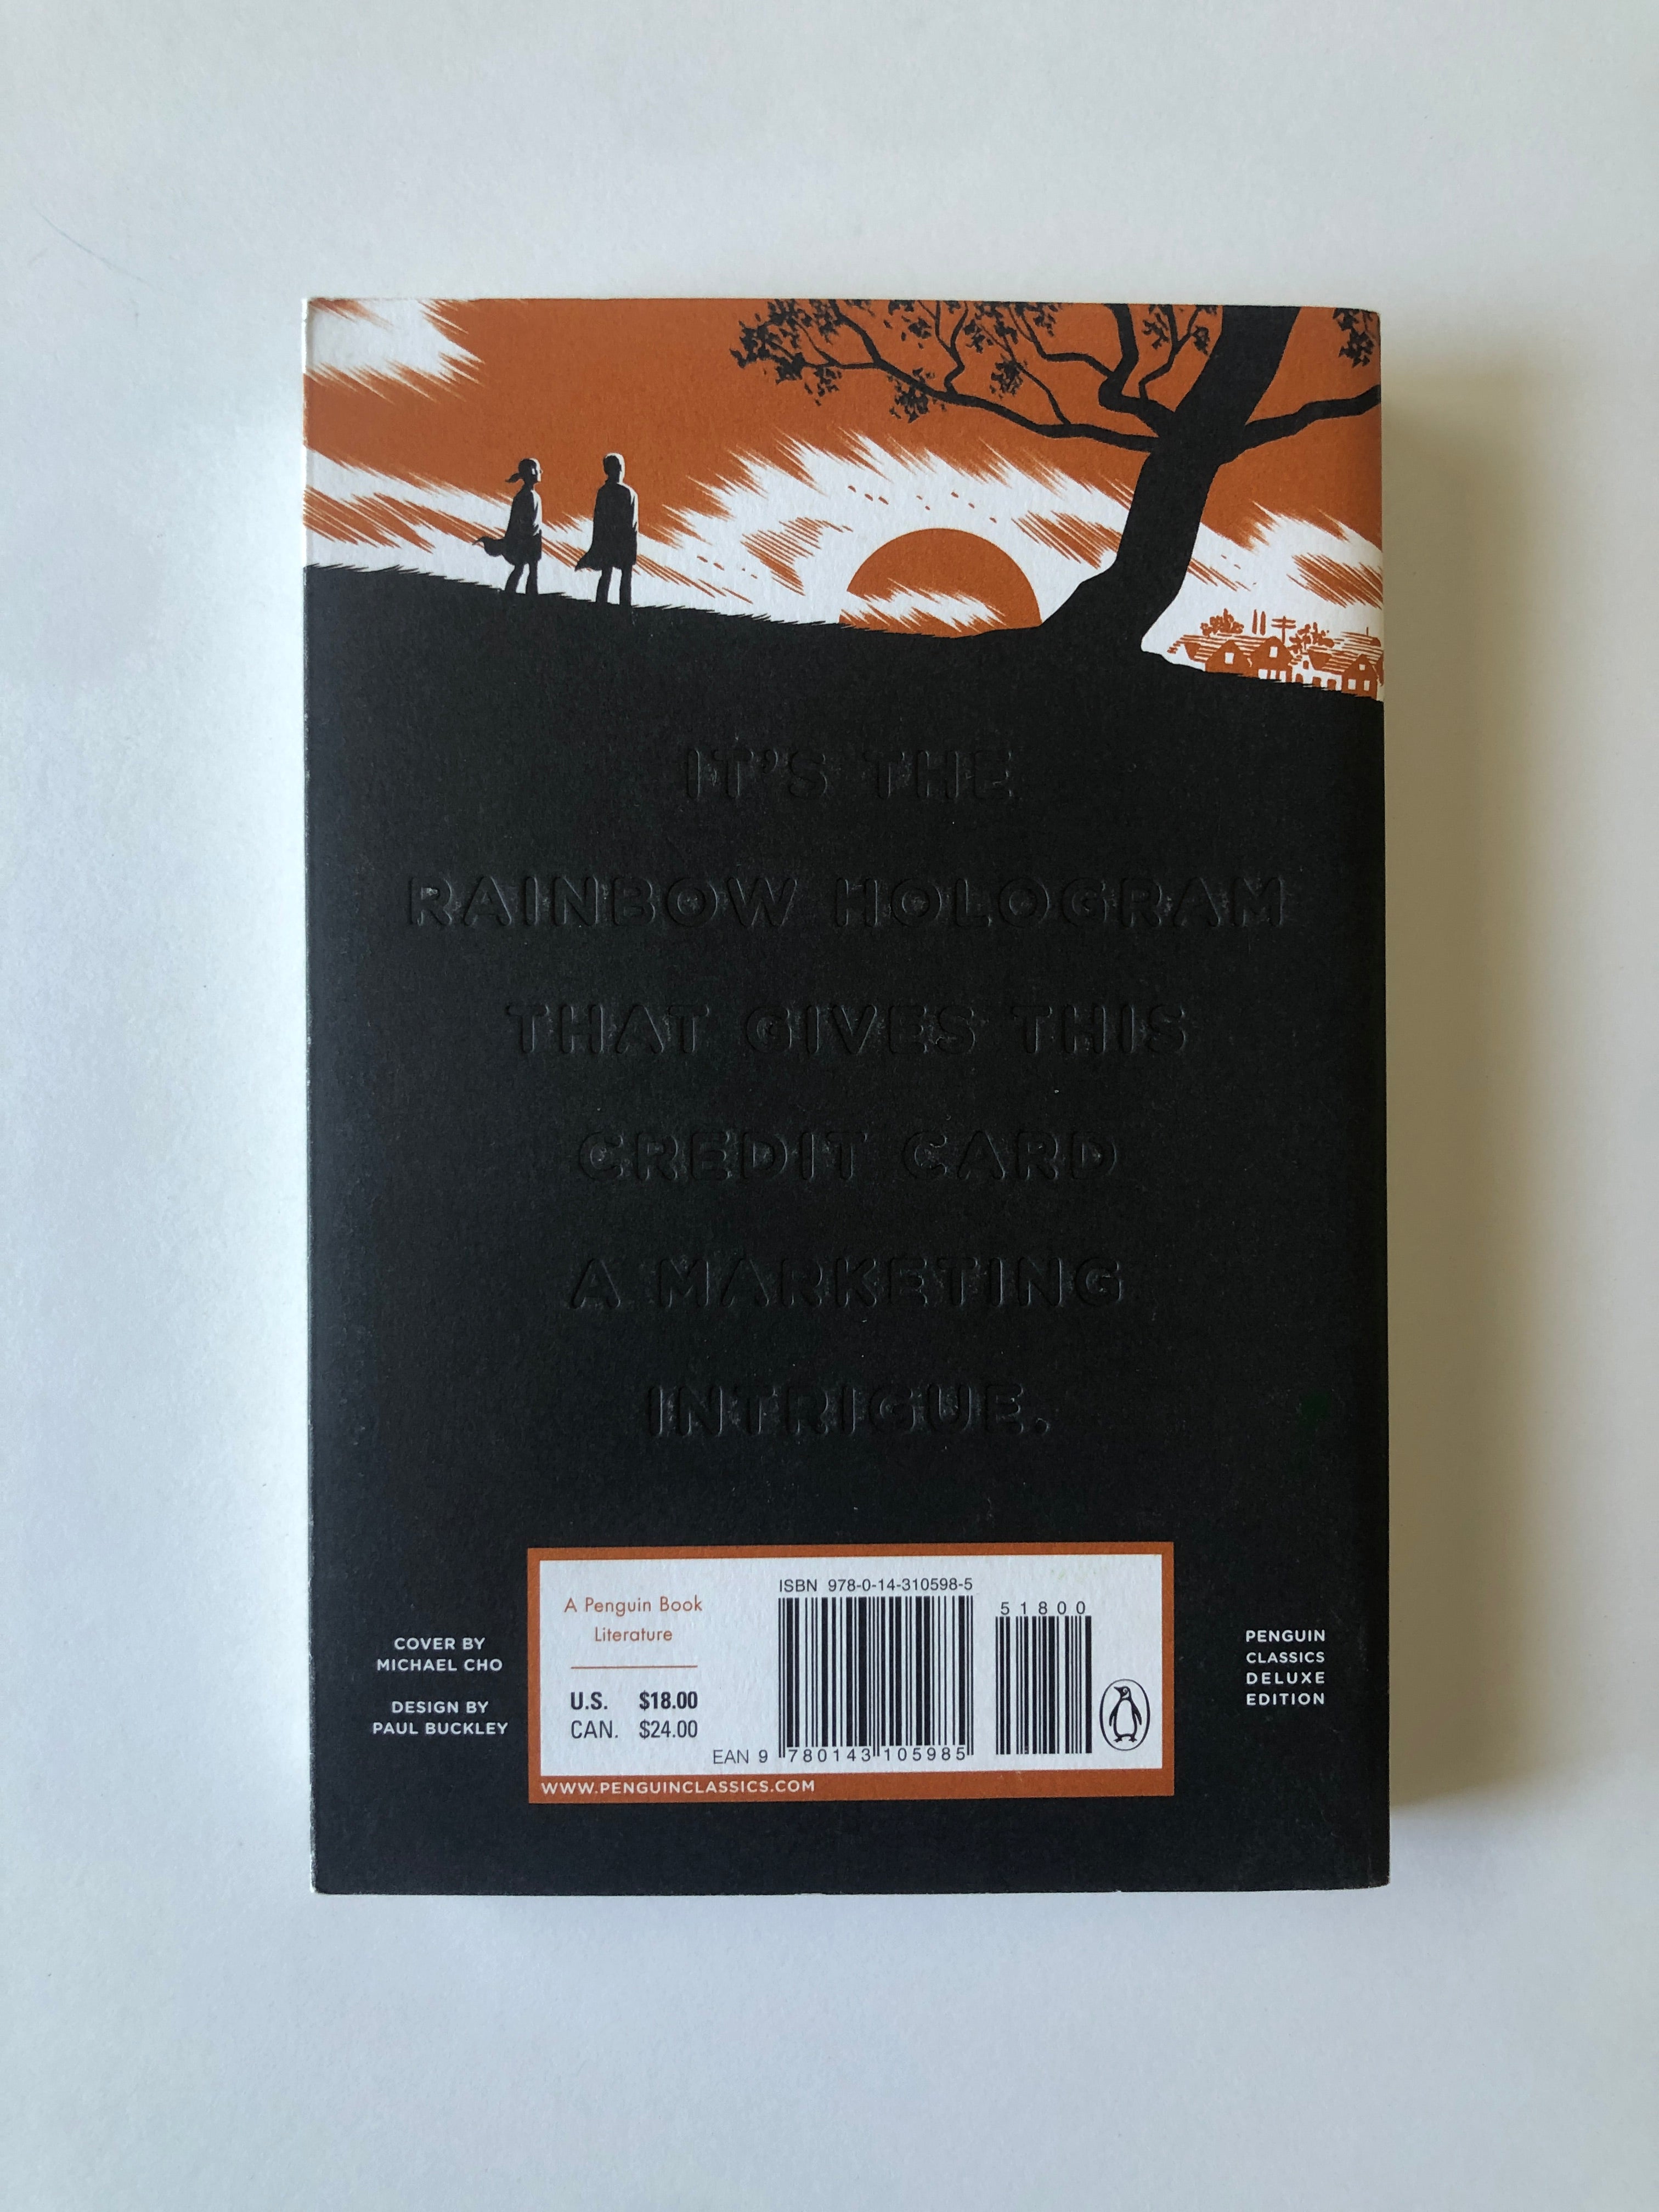 IT'S THE
RAINBOW HOLOGRAM
THAT GIVES THIS
CREDIT CARD
A MARKETING
INTRIGUE.
COVER BY
MICHAEL CHO
DESIGN BY
PAUL BUCKLEY
A Penguin Book
Literature
U.S. $18.00
CAN. $24.00
ISBN 978-0-14-310598-5
51800
EAN 9 780143 105985
WWW.PENGUINCLASSICS.COM
PENGUIN
CLASSICS
DELUXE
EDITION